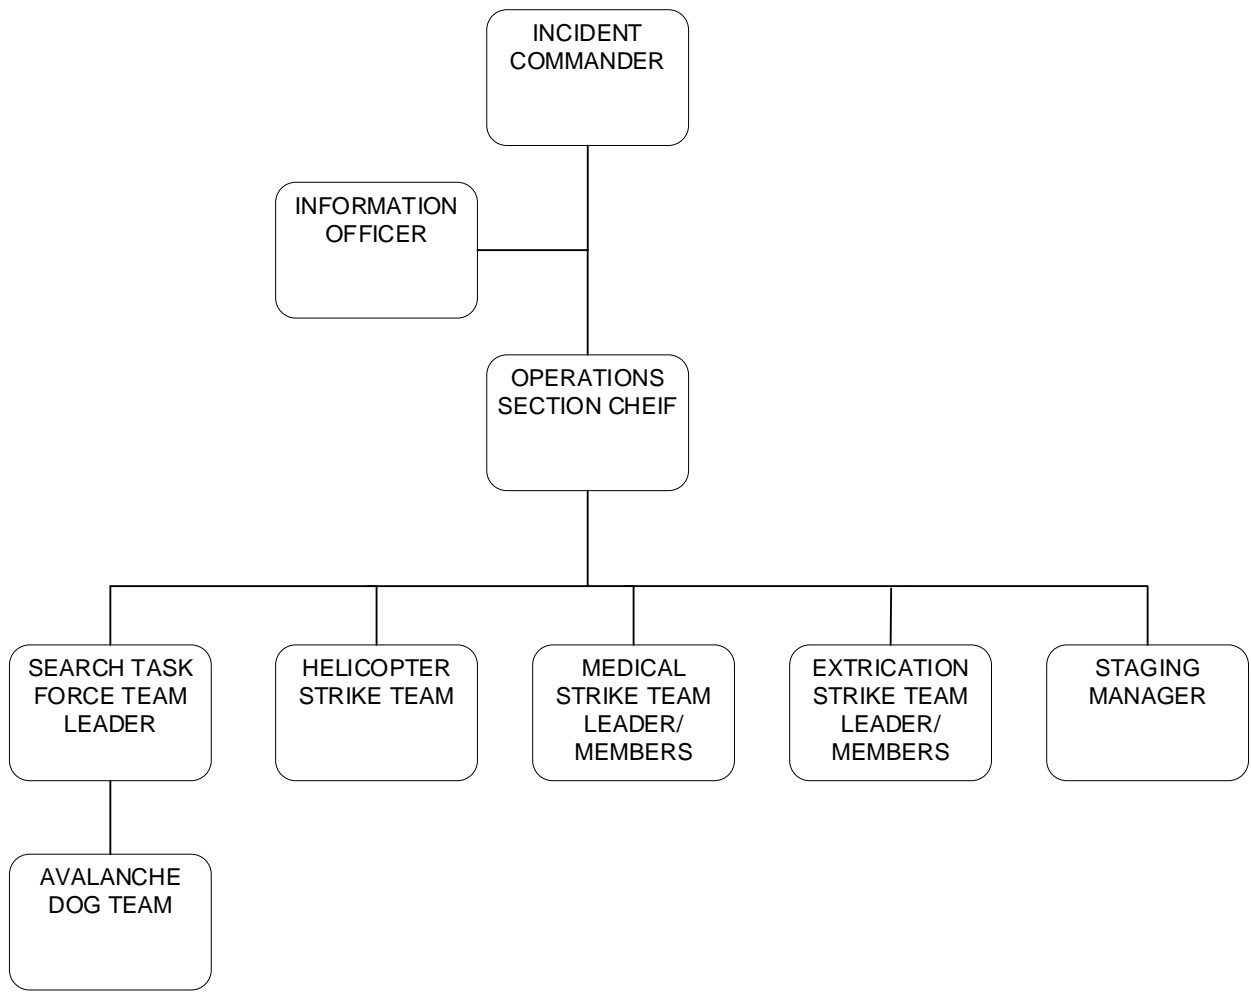 INCIDENT
COMMANDER
INFORMATION
OFFICER
OPERATIONS
SECTION CHEIF
SEARCH TASK
FORCE TEAM
LEADER
HELICOPTER
STRIKE TEAM
MEDICAL
STRIKE TEAM
LEADER/
MEMBERS
EXTRICATION
STRIKE TEAM
LEADER/
MEMBERS
STAGING
MANAGER
AVALANCHE
DOG TEAM